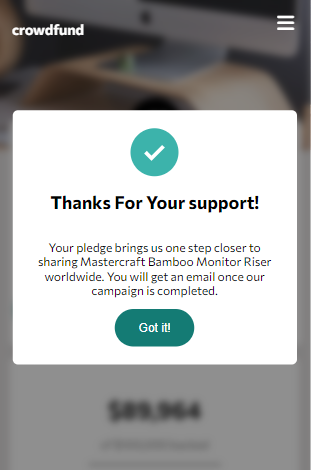 crowdfund
Thanks For Your support!
Your pledge brings us one step closer to
sharing Mastercraft Bamboo Monitor Riser
worldwide. You will get an email once our
campaign is completed.
Got it!
$89,964